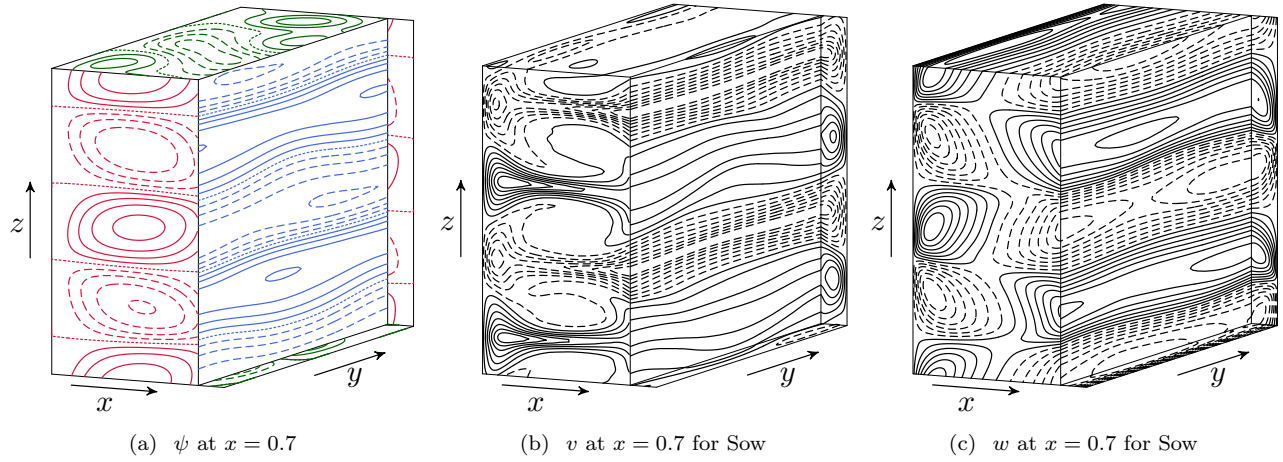 z
x
y
z
x
y
z
x
y
(a) ψ at x = 0.7
(b) v at x = 0.7 for Sow
(c) w at x = 0.7 for Sow